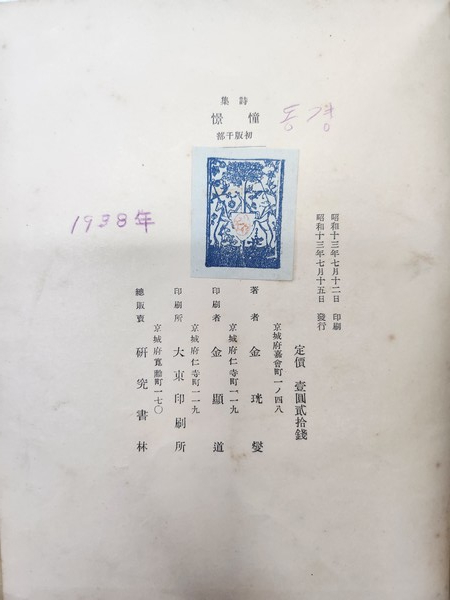 詩集
憧憬
동경
初版千部
1938年
昭和十三年七月十二日 印刷
昭和十三年七月十五日 發行
定價 壹圓貳拾錢
京城府嘉會町一ノ四八
著者 金珖燮
京城府仁寺町一一九
印刷者 金顯道
京城府仁寺町一一九
印刷所 大東印刷所
京城府寬勳町一七〇
總販賣 研究書林